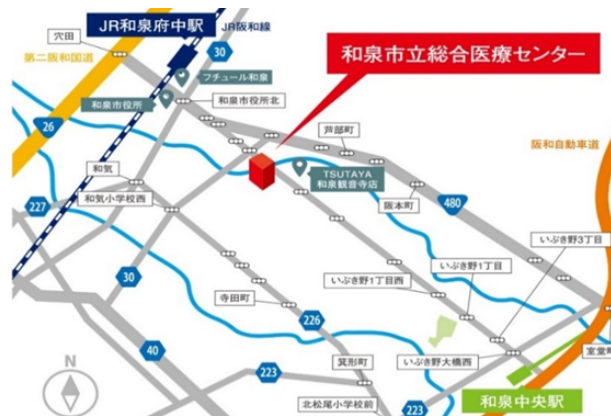 JR和泉府中駅
JR阪和線
穴田
30
第二阪和国道
フチュール和泉
和泉市立総合医療センター
和泉市役所
和泉市役所北
26
芦部町
阪和自動車道
和気
TSUTAYA
和泉観音寺店
227
和気小学校西
阪本町
480
いぶき野3丁目
いぶき野1丁目
30
いぶき野1丁目西
寺田町
226
室堂町
40
箕形町
いぶき野大橋西
N
223
和泉中央駅
北松尾小学校前
223